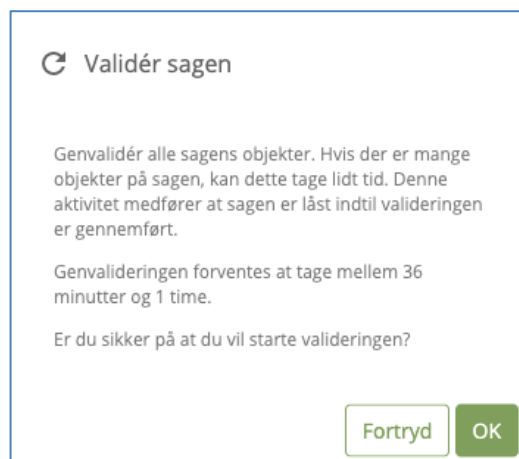 Validér sagen
Genvalidér alle sagens objekter. Hvis der er mange
objekter på sagen, kan dette tage lidt tid. Denne
aktivitet medfører at sagen er låst indtil valideringen
er gennemført.
Genvalideringen forventes at tage mellem 36
minutter og 1 time.
Er du sikker på at du vil starte valideringen?
Fortryd OK